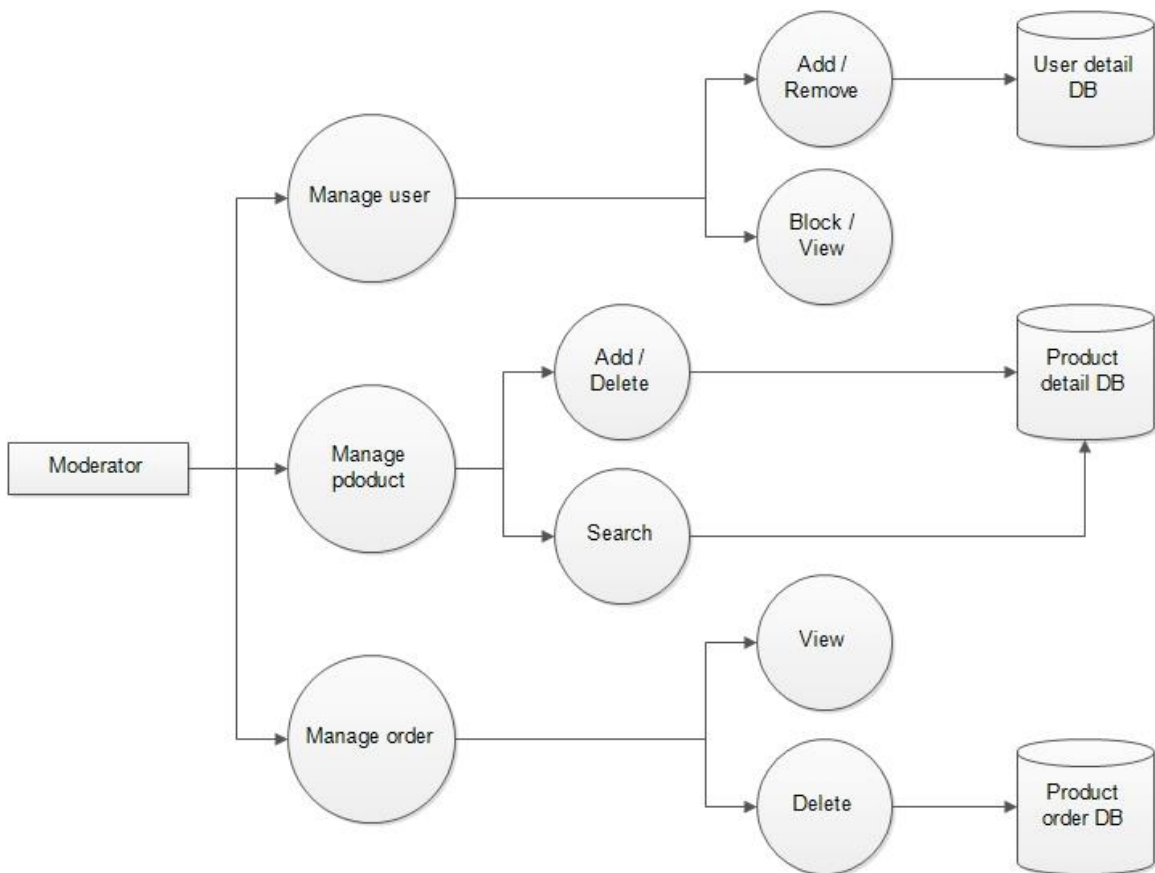 Add /
Remove
User detail
DB
Manage user
Block /
View
Add /
Delete
Product
detail DB
Moderator
Manage
pdoduct
Search
View
Manage order
Delete
Product
order DB